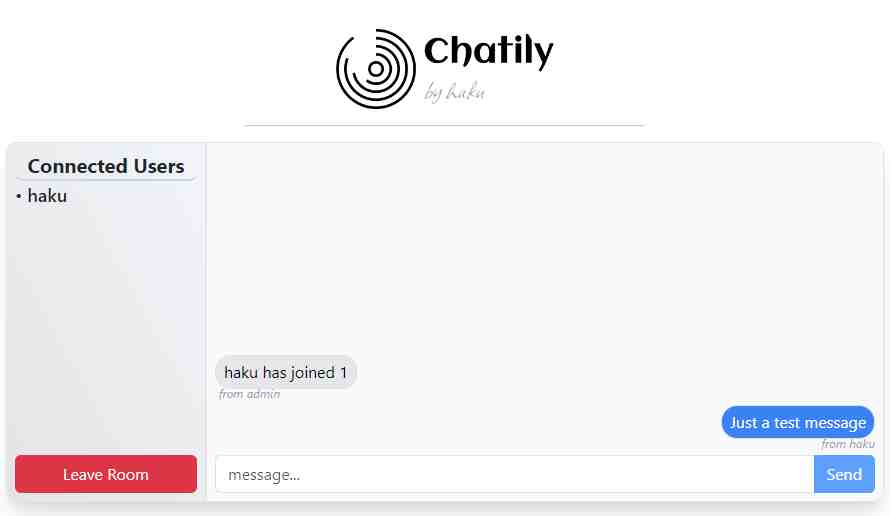 Chatily
by haku
Connected Users
• haku
haku has joined 1
from admin
Just a test message
from haku
Leave Room
message...
Send